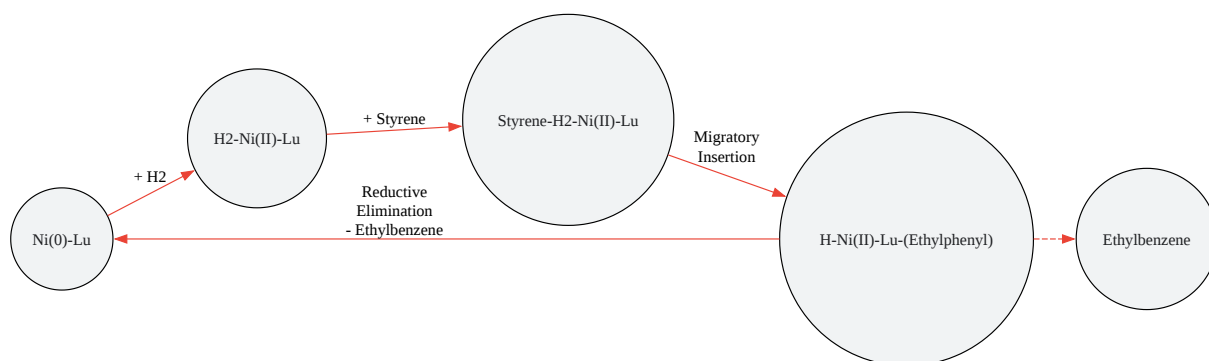 Ni(0)-Lu
+ H2
H2-Ni(II)-Lu
+ Styrene
Styrene-H2-Ni(II)-Lu
Migratory
Insertion
H-Ni(II)-Lu-(Ethylphenyl)
Reductive
Elimination
- Ethylbenzene
Ethylbenzene